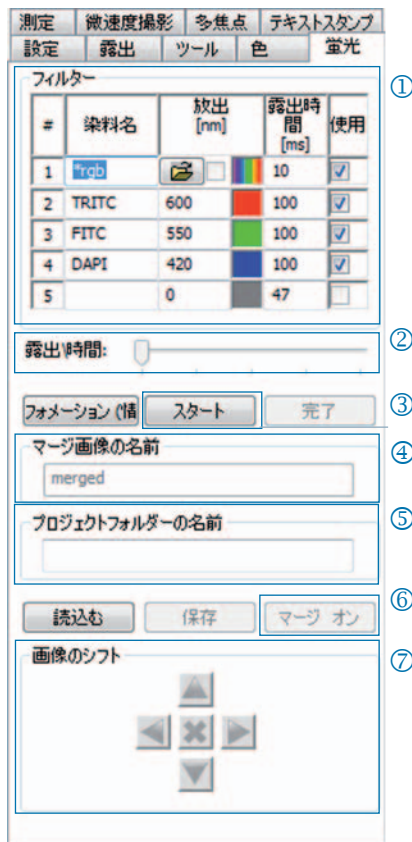 測定 微速度撮影 多焦点 テキストスタンプ
設定 露出 ツール 色 蛍光
フィルター
# 染料名 放出 [nm] 露出時間 [ms] 使用
1 *rgb 10
2 TRITC 600 100
3 FITC 550 100
4 DAPI 420 100
5 0 47
①
露出\時間:
②
フォメーション (情 スタート 完了
③
マージ画像の名前
④
merged
プロジェクトフォルダーの名前
⑤
読込む 保存 マージ オン
⑥
画像のシフト
⑦